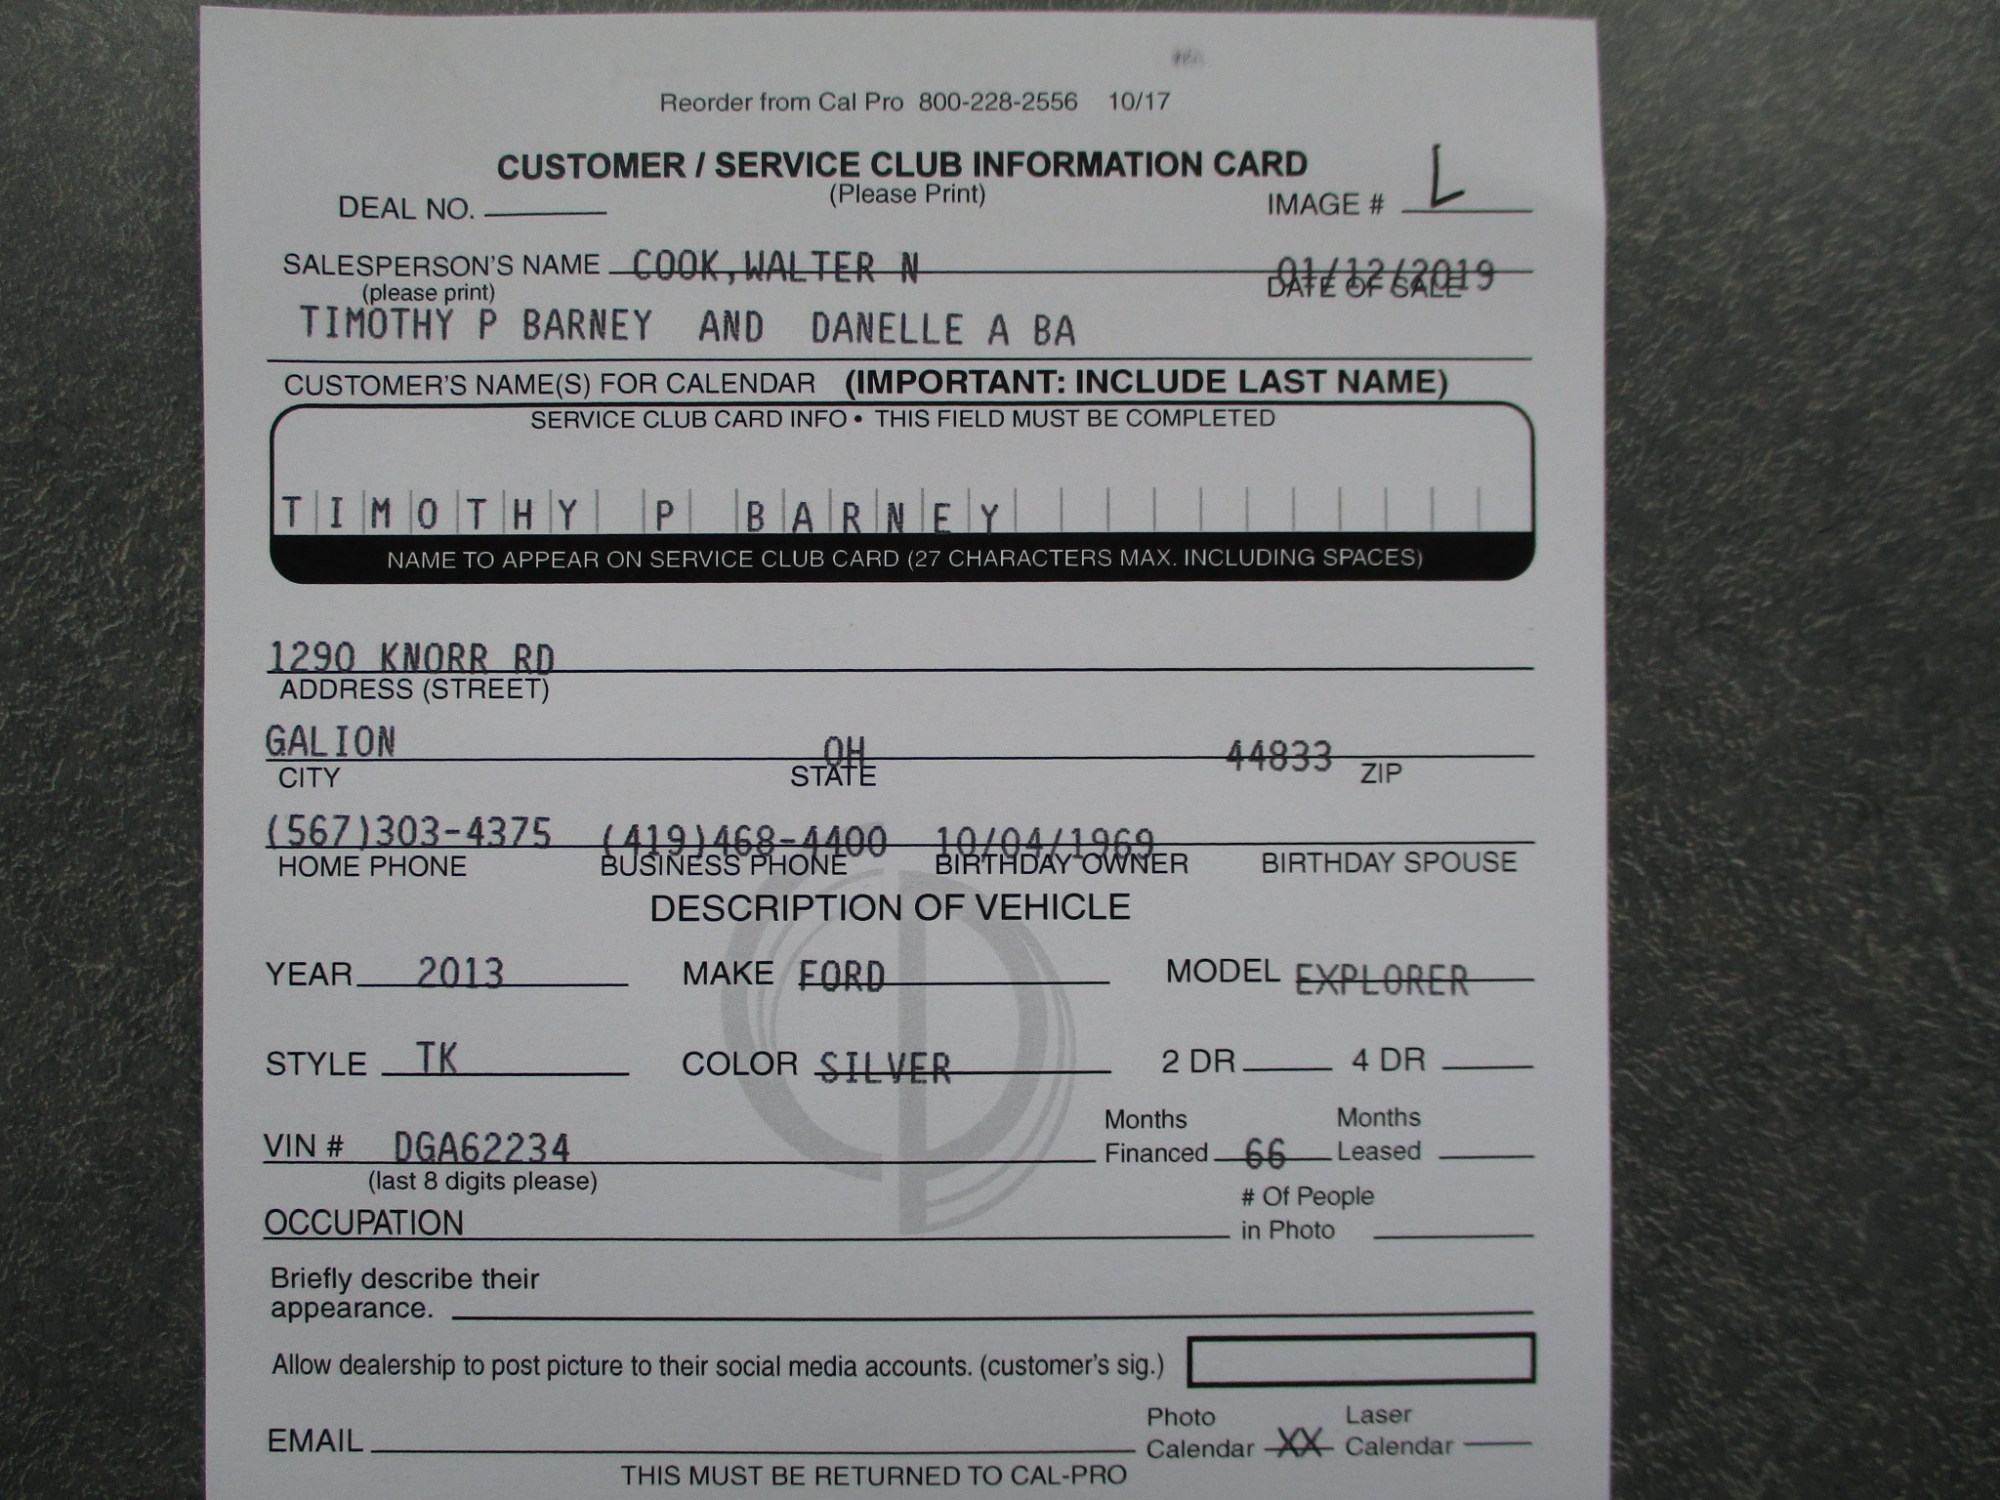 Reorder from Cal Pro 800-228-2556 10/17
CUSTOMER / SERVICE CLUB INFORMATION CARD
(Please Print)
DEAL NO. IMAGE # L
SALESPERSON'S NAME COOK,WALTER N 01/12/2019
(please print) DATE OF SALE
TIMOTHY P BARNEY AND DANELLE A BA
CUSTOMER'S NAME(S) FOR CALENDAR (IMPORTANT: INCLUDE LAST NAME)
SERVICE CLUB CARD INFO • THIS FIELD MUST BE COMPLETED
TIMOTHY P BARNEY
NAME TO APPEAR ON SERVICE CLUB CARD (27 CHARACTERS MAX. INCLUDING SPACES)
1290 KNORR RD
ADDRESS (STREET)
GALION OH 44833
CITY STATE ZIP
(567)303-4375 (419)468-4400 10/04/1969
HOME PHONE BUSINESS PHONE BIRTHDAY OWNER BIRTHDAY SPOUSE
DESCRIPTION OF VEHICLE
YEAR 2013 MAKE FORD MODEL EXPLORER
STYLE TK COLOR SILVER 2 DR 4 DR
Months Months
VIN # DGA62234 Financed 66 Leased
(last 8 digits please)
# Of People
OCCUPATION in Photo
Briefly describe their
appearance.
Allow dealership to post picture to their social media accounts. (customer's sig.)
Photo Laser
EMAIL Calendar XX Calendar
THIS MUST BE RETURNED TO CAL-PRO